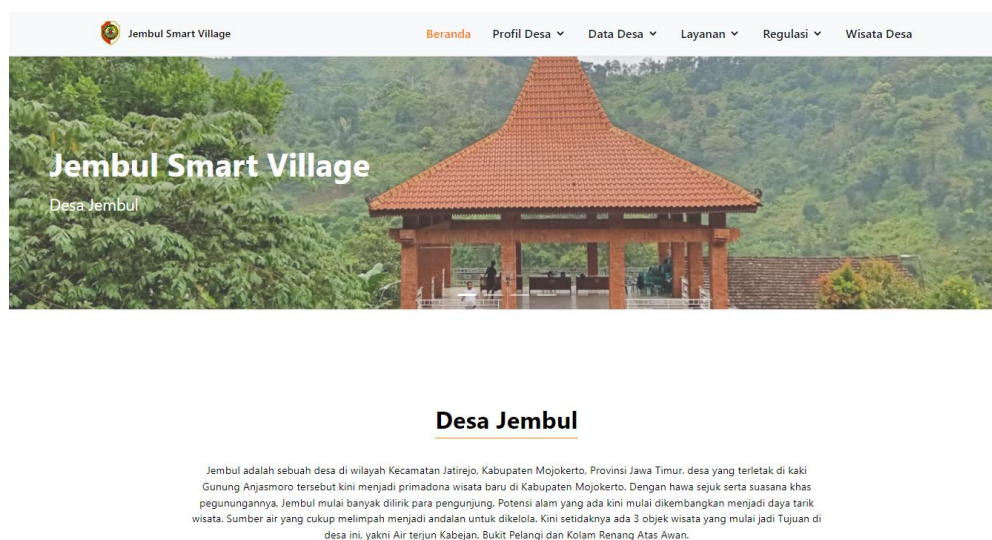 Jembul Smart Village
Beranda Profil Desa Data Desa Layanan Regulasi Wisata Desa
Jembul Smart Village
Desa Jembul
Desa Jembul
Jembul adalah sebuah desa di wilayah Kecamatan Jatirejo, Kabupaten Mojokerto, Provinsi Jawa Timur. desa yang terletak di kaki
Gunung Anjasmoro tersebut kini menjadi primadona wisata baru di Kabupaten Mojokerto. Dengan hawa sejuk serta suasana khas
pegunungannya, Jembul mulai banyak dilirik para pengunjung. Potensi alam yang ada kini mulai dikembangkan menjadi daya tarik
wisata. Sumber air yang cukup melimpah menjadi andalan untuk dikelola. Kini setidaknya ada 3 objek wisata yang mulai jadi Tujuan di
desa ini, yakni Air terjun Kabejan, Bukit Pelangi dan Kolam Renang Atas Awan.